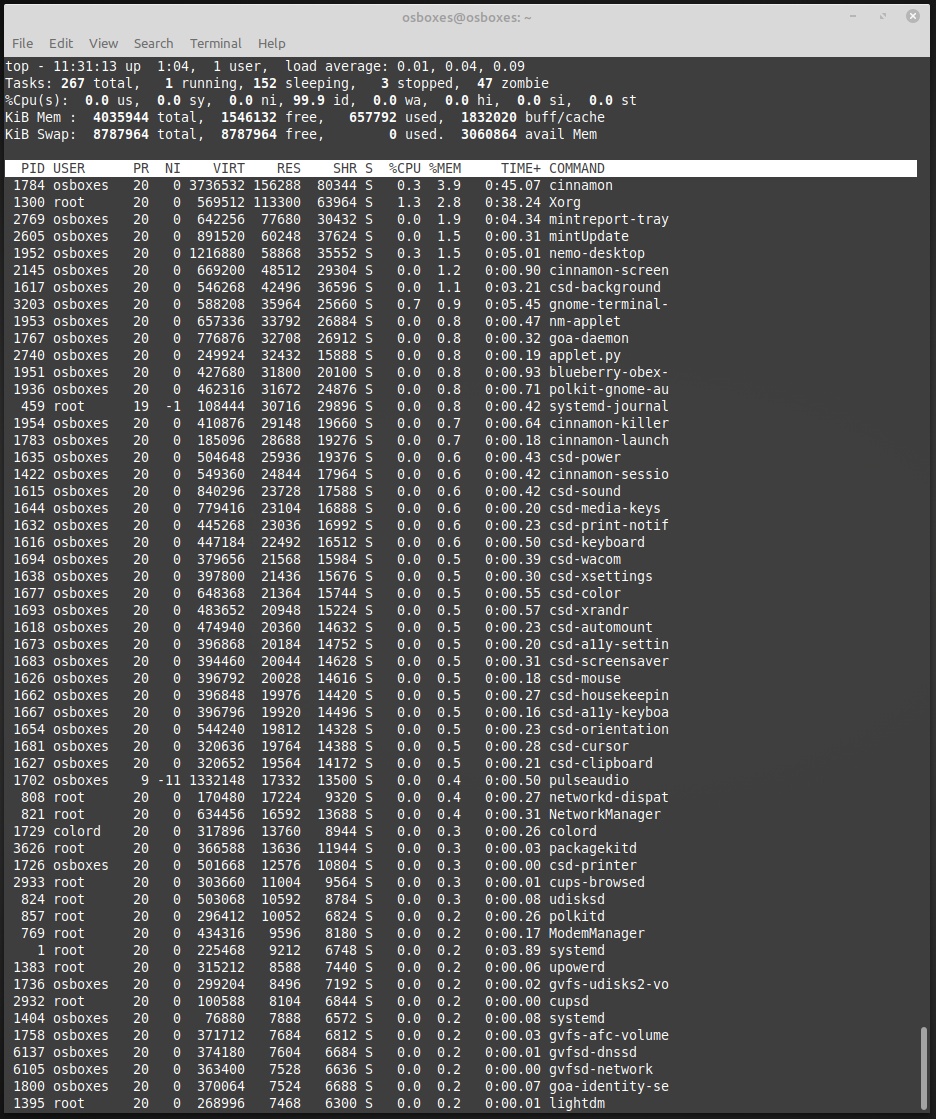 osboxes@osboxes: ~
File Edit View Search Terminal Help
top - 11:31:13 up  1:04,  1 user,  load average: 0.01, 0.04, 0.09
Tasks: 267 total,   1 running, 152 sleeping,   3 stopped,  47 zombie
%Cpu(s):  0.0 us,  0.0 sy,  0.0 ni, 99.9 id,  0.0 wa,  0.0 hi,  0.0 si,  0.0 st
KiB Mem :  4035944 total,  1546132 free,   657792 used,  1832020 buff/cache
KiB Swap:  8787964 total,  8787964 free,        0 used.  3060864 avail Mem
PID USER PR NI VIRT RES SHR S %CPU %MEM TIME+ COMMAND
1784 osboxes 20 0 3736532 156288 80344 S 0.3 3.9 0:45.07 cinnamon
1300 root 20 0 569512 113300 63964 S 1.3 2.8 0:38.24 Xorg
2769 osboxes 20 0 642256 77680 30432 S 0.0 1.9 0:04.34 mintreport-tray
2605 osboxes 20 0 891520 60248 37624 S 0.0 1.5 0:00.31 mintUpdate
1952 osboxes 20 0 1216880 58868 35552 S 0.3 1.5 0:05.01 nemo-desktop
2145 osboxes 20 0 669200 48512 29304 S 0.0 1.2 0:00.90 cinnamon-screen
1617 osboxes 20 0 546268 42496 36596 S 0.0 1.1 0:03.21 csd-background
3203 osboxes 20 0 588208 35964 25660 S 0.7 0.9 0:05.45 gnome-terminal-
1953 osboxes 20 0 657336 33792 26884 S 0.0 0.8 0:00.47 nm-applet
1767 osboxes 20 0 776876 32708 26912 S 0.0 0.8 0:00.32 goa-daemon
2740 osboxes 20 0 249924 32432 15888 S 0.0 0.8 0:00.19 applet.py
1951 osboxes 20 0 427680 31800 20100 S 0.0 0.8 0:00.93 blueberry-obex-
1936 osboxes 20 0 462316 31672 24876 S 0.0 0.8 0:00.71 polkit-gnome-au
459 root 19 -1 108444 30716 29896 S 0.0 0.8 0:00.42 systemd-journal
1954 osboxes 20 0 410876 29148 19660 S 0.0 0.7 0:00.64 cinnamon-killer
1783 osboxes 20 0 185096 28688 19276 S 0.0 0.7 0:00.18 cinnamon-launch
1635 osboxes 20 0 504648 25936 19376 S 0.0 0.6 0:00.43 csd-power
1422 osboxes 20 0 549360 24844 17964 S 0.0 0.6 0:00.42 cinnamon-sessio
1615 osboxes 20 0 840296 23728 17588 S 0.0 0.6 0:00.42 csd-sound
1644 osboxes 20 0 779416 23104 16888 S 0.0 0.6 0:00.20 csd-media-keys
1632 osboxes 20 0 445268 23036 16992 S 0.0 0.6 0:00.23 csd-print-notif
1616 osboxes 20 0 447184 22492 16512 S 0.0 0.6 0:00.50 csd-keyboard
1694 osboxes 20 0 379656 21568 15984 S 0.0 0.5 0:00.39 csd-wacom
1638 osboxes 20 0 397800 21436 15676 S 0.0 0.5 0:00.30 csd-xsettings
1677 osboxes 20 0 648368 21364 15744 S 0.0 0.5 0:00.55 csd-color
1693 osboxes 20 0 483652 20948 15224 S 0.0 0.5 0:00.57 csd-xrandr
1618 osboxes 20 0 474940 20360 14632 S 0.0 0.5 0:00.23 csd-automount
1673 osboxes 20 0 396868 20184 14752 S 0.0 0.5 0:00.20 csd-a11y-settin
1683 osboxes 20 0 394460 20044 14628 S 0.0 0.5 0:00.31 csd-screensaver
1626 osboxes 20 0 396792 20028 14616 S 0.0 0.5 0:00.18 csd-mouse
1662 osboxes 20 0 396848 19976 14420 S 0.0 0.5 0:00.27 csd-housekeepin
1667 osboxes 20 0 396796 19920 14496 S 0.0 0.5 0:00.16 csd-a11y-keyboa
1654 osboxes 20 0 544240 19812 14328 S 0.0 0.5 0:00.23 csd-orientation
1681 osboxes 20 0 320636 19764 14388 S 0.0 0.5 0:00.28 csd-cursor
1627 osboxes 20 0 320652 19564 14172 S 0.0 0.5 0:00.21 csd-clipboard
1702 osboxes 9 -11 1332148 17332 13500 S 0.0 0.4 0:00.50 pulseaudio
808 root 20 0 170480 17224 9320 S 0.0 0.4 0:00.27 networkd-dispat
821 root 20 0 634456 16592 13688 S 0.0 0.4 0:00.31 NetworkManager
1729 colord 20 0 317896 13760 8944 S 0.0 0.3 0:00.26 colord
3626 root 20 0 366588 13636 11944 S 0.0 0.3 0:00.03 packagekitd
1726 osboxes 20 0 501668 12576 10804 S 0.0 0.3 0:00.00 csd-printer
2933 root 20 0 303660 11004 9564 S 0.0 0.3 0:00.01 cups-browsed
824 root 20 0 503068 10592 8784 S 0.0 0.3 0:00.08 udisksd
857 root 20 0 296412 10052 6824 S 0.0 0.2 0:00.26 polkitd
769 root 20 0 434316 9596 8180 S 0.0 0.2 0:00.17 ModemManager
1 root 20 0 225468 9212 6748 S 0.0 0.2 0:03.89 systemd
1383 root 20 0 315212 8588 7440 S 0.0 0.2 0:00.06 upowerd
1736 osboxes 20 0 299204 8496 7192 S 0.0 0.2 0:00.02 gvfs-udisks2-vo
2932 root 20 0 100588 8104 6844 S 0.0 0.2 0:00.00 cupsd
1404 osboxes 20 0 76880 7888 6572 S 0.0 0.2 0:00.08 systemd
1758 osboxes 20 0 371712 7684 6812 S 0.0 0.2 0:00.03 gvfs-afc-volume
6137 osboxes 20 0 374180 7604 6684 S 0.0 0.2 0:00.01 gvfsd-dnssd
6105 osboxes 20 0 363400 7528 6636 S 0.0 0.2 0:00.00 gvfsd-network
1800 osboxes 20 0 370064 7524 6688 S 0.0 0.2 0:00.07 goa-identity-se
1395 root 20 0 268996 7468 6300 S 0.0 0.2 0:00.01 lightdm